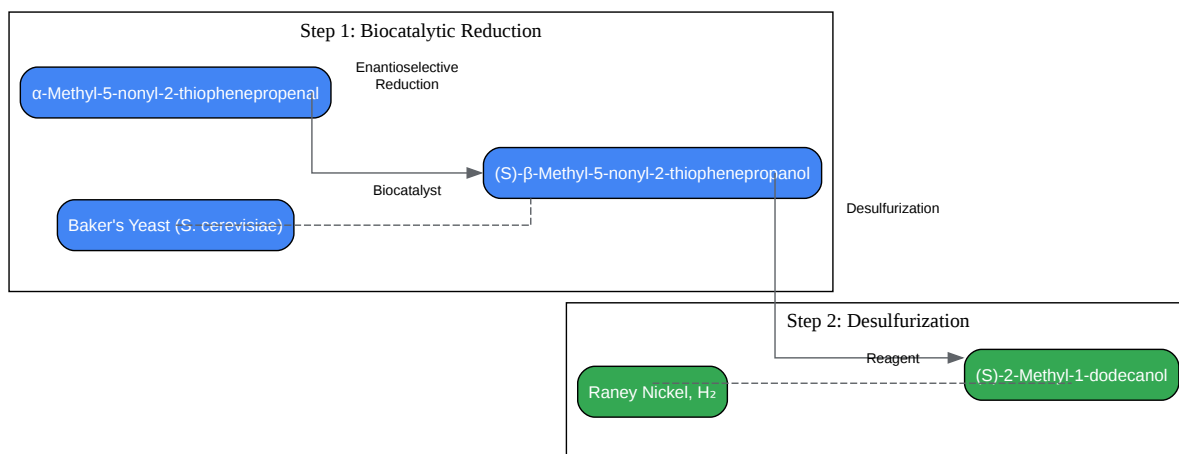 Step 1: Biocatalytic Reduction
Enantioselective
Reduction
α-Methyl-5-nonyl-2-thiophenepropenal
(S)-β-Methyl-5-nonyl-2-thiophenepropanol
Biocatalyst
Baker's Yeast (S. cerevisiae)
Desulfurization
Step 2: Desulfurization
Reagent
(S)-2-Methyl-1-dodecanol
Raney Nickel, H₂